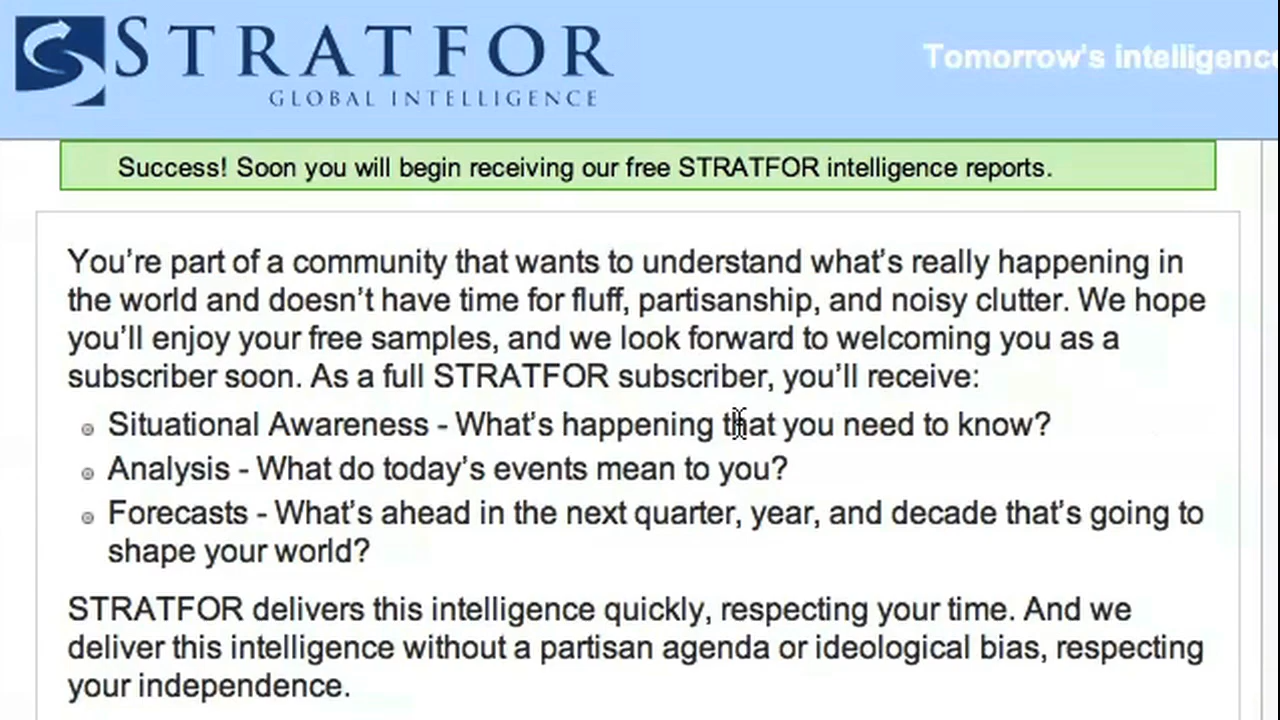 STRATFOR
GLOBAL INTELLIGENCE
Tomorrow's intelligence
Success! Soon you will begin receiving our free STRATFOR intelligence reports.
You’re part of a community that wants to understand what’s really happening in
the world and doesn’t have time for fluff, partisanship, and noisy clutter. We hope
you’ll enjoy your free samples, and we look forward to welcoming you as a
subscriber soon. As a full STRATFOR subscriber, you’ll receive:
Situational Awareness - What’s happening that you need to know?
Analysis - What do today’s events mean to you?
Forecasts - What’s ahead in the next quarter, year, and decade that’s going to
shape your world?
STRATFOR delivers this intelligence quickly, respecting your time. And we
deliver this intelligence without a partisan agenda or ideological bias, respecting
your independence.